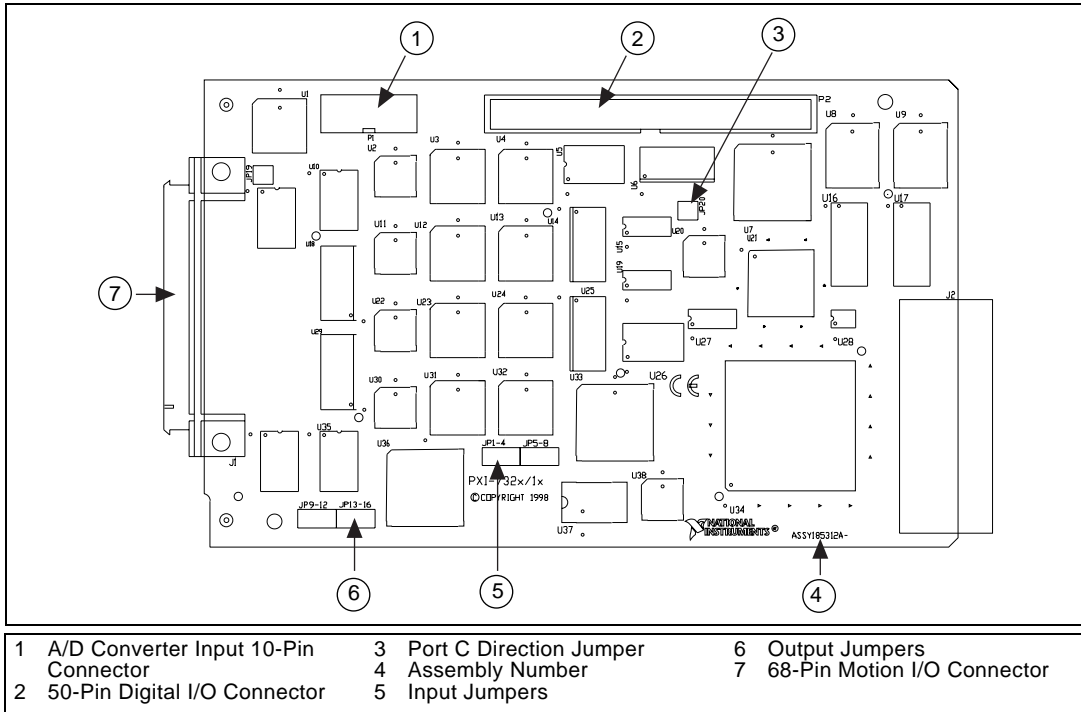 1
2
3
P2
U1
P1
U8
U9
U2
U3
U4
U5
U6
JP19
U10
JP20
U16
U17
U11
U12
U13
U14
U15
U20
U7
U21
U18
U19
7
U22
U23
U24
U25
J2
U29
U27
U28
U30
U31
U32
U33
U26
CE
U35
U36
JP1-4
JP5-8
J1
PXI-732x/1x
©COPYRIGHT 1998
U38
JP9-12
JP13-16
U37
U34
NATIONAL
INSTRUMENTS ®
ASSY185312A-
6
5
4
1 A/D Converter Input 10-Pin
Connector
2 50-Pin Digital I/O Connector
3 Port C Direction Jumper
4 Assembly Number
5 Input Jumpers
6 Output Jumpers
7 68-Pin Motion I/O Connector